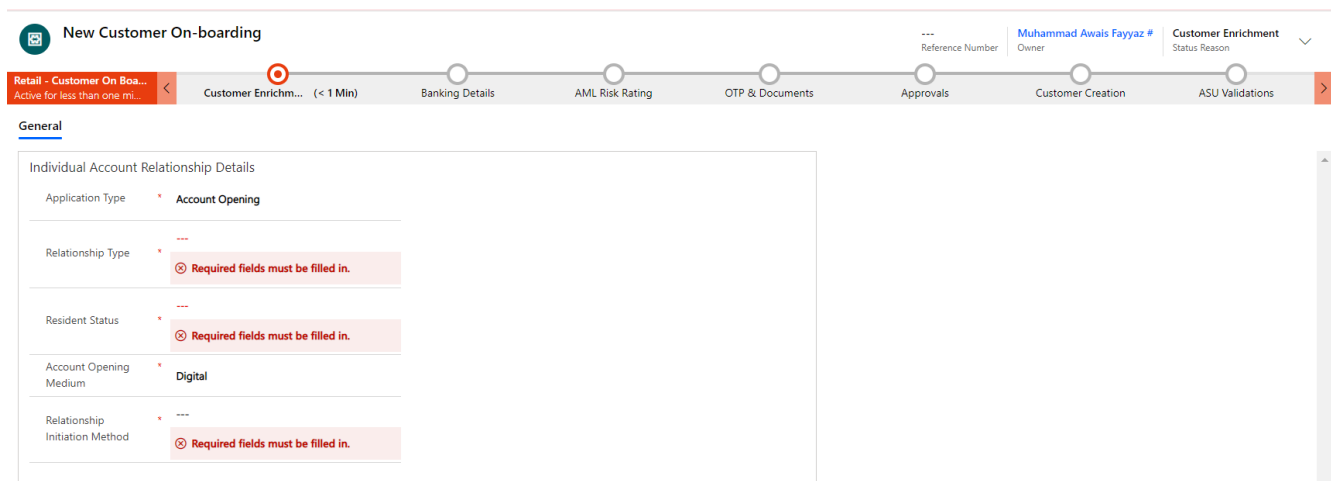 New Customer On-boarding
---
Reference Number
Muhammad Awais Fayyaz #
Owner
Customer Enrichment
Status Reason
Retail - Customer On Boa...
Active for less than one mi...
Customer Enrichm... (< 1 Min)
Banking Details
AML Risk Rating
OTP & Documents
Approvals
Customer Creation
ASU Validations
General
Individual Account Relationship Details
Application Type * Account Opening
Relationship Type * ---
Required fields must be filled in.
Resident Status * ---
Required fields must be filled in.
Account Opening
Medium * Digital
Relationship
Initiation Method * ---
Required fields must be filled in.